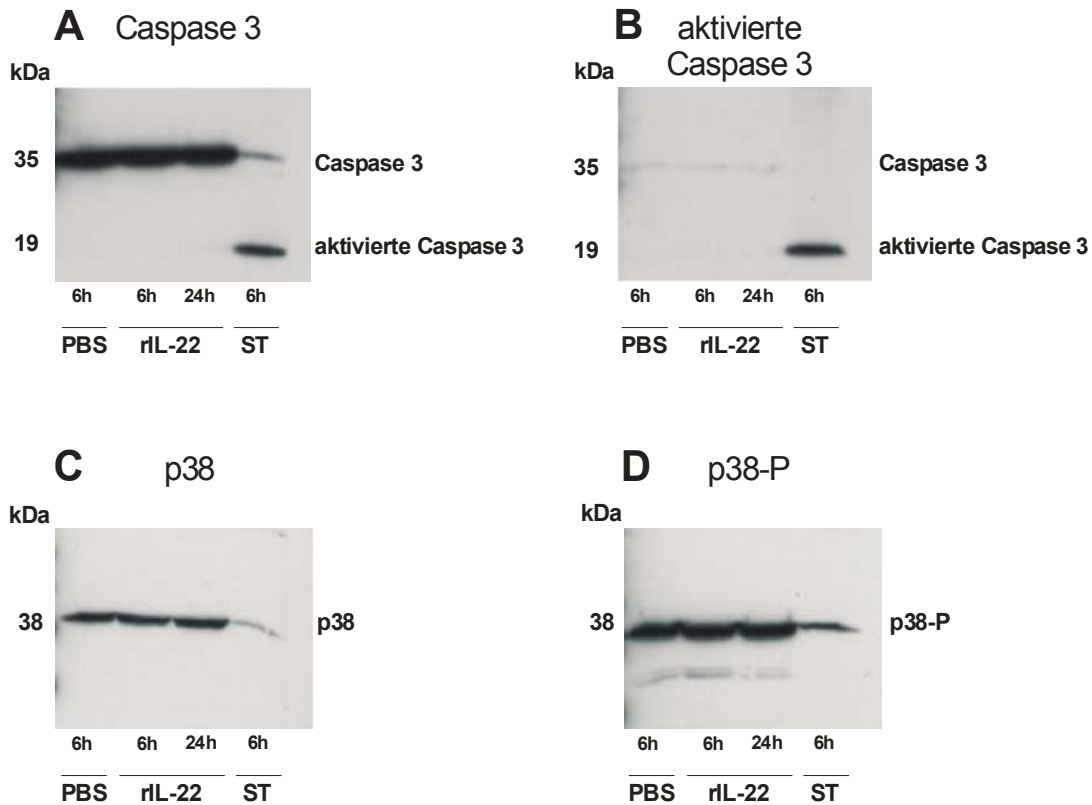 A Caspase 3
kDa
35
19
Caspase 3
aktivierte Caspase 3
6h 6h 24h 6h
PBS rIL-22 ST
B aktivierte
Caspase 3
kDa
35
19
Caspase 3
aktivierte Caspase 3
6h 6h 24h 6h
PBS rIL-22 ST
C p38
kDa
38
p38
6h 6h 24h 6h
PBS rIL-22 ST
D p38-P
kDa
38
p38-P
6h 6h 24h 6h
PBS rIL-22 ST